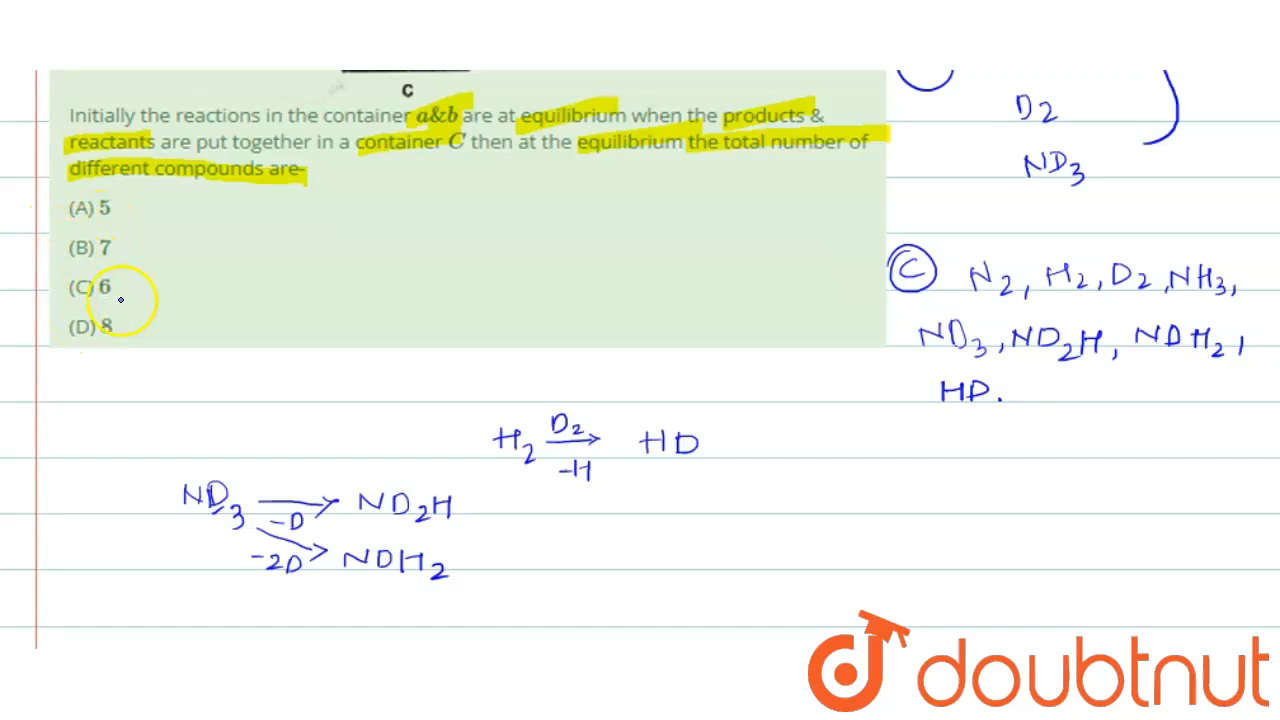 C
Initially the reactions in the container a&b are at equilibrium when the products &
reactants are put together in a container C then at the equilibrium the total number of
different compounds are-
(A) 5
(B) 7
(C) 6
(D) 8
D2
ND3
C N2, H2, D2, NH3,
ND3, ND2H, NDH2,
HD.
H2 D2 -H HD
ND3 -D ND2H
-2D NDH2
doubtnut